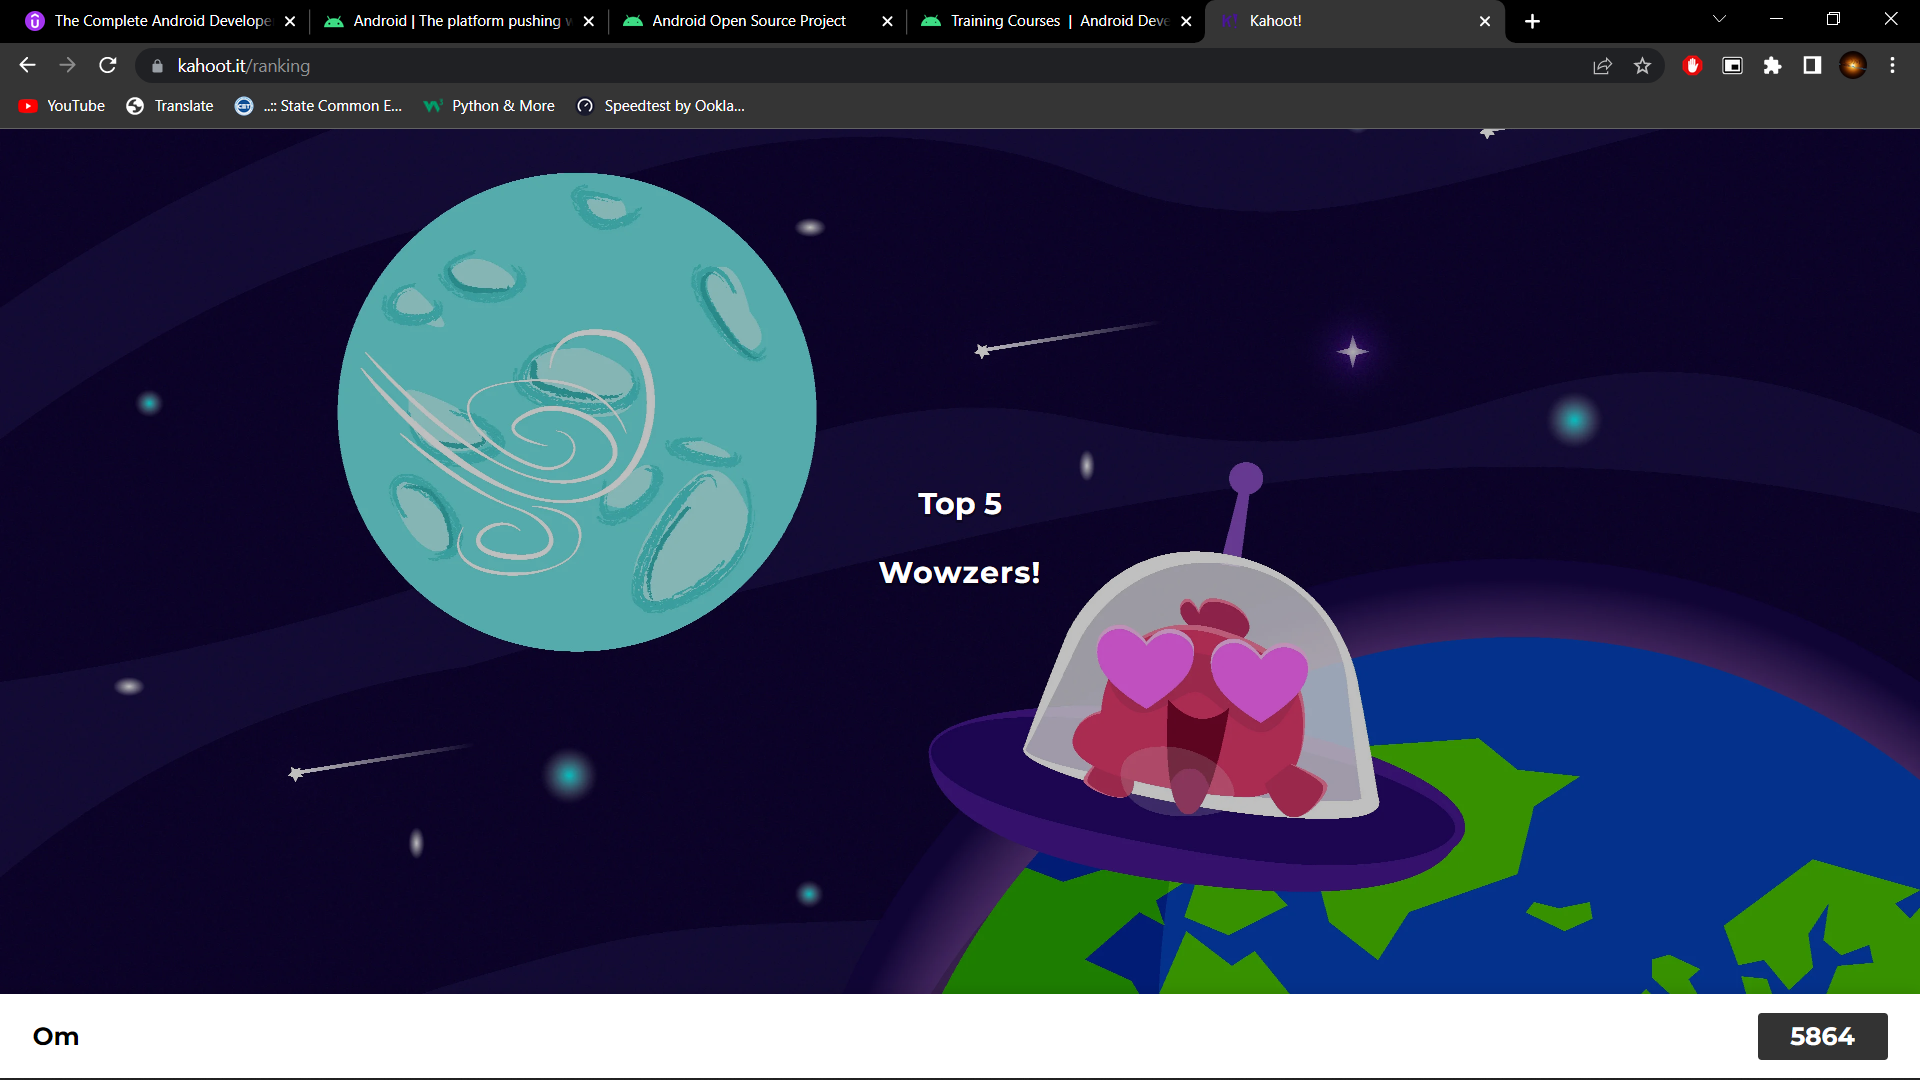 The Complete Android Develope
Android | The platform pushing w
Android Open Source Project
Training Courses | Android Deve
Kahoot!
kahoot.it/ranking
YouTube
Translate
..:: State Common E...
Python & More
Speedtest by Ookla...
Top 5
Wowzers!
Om
5864